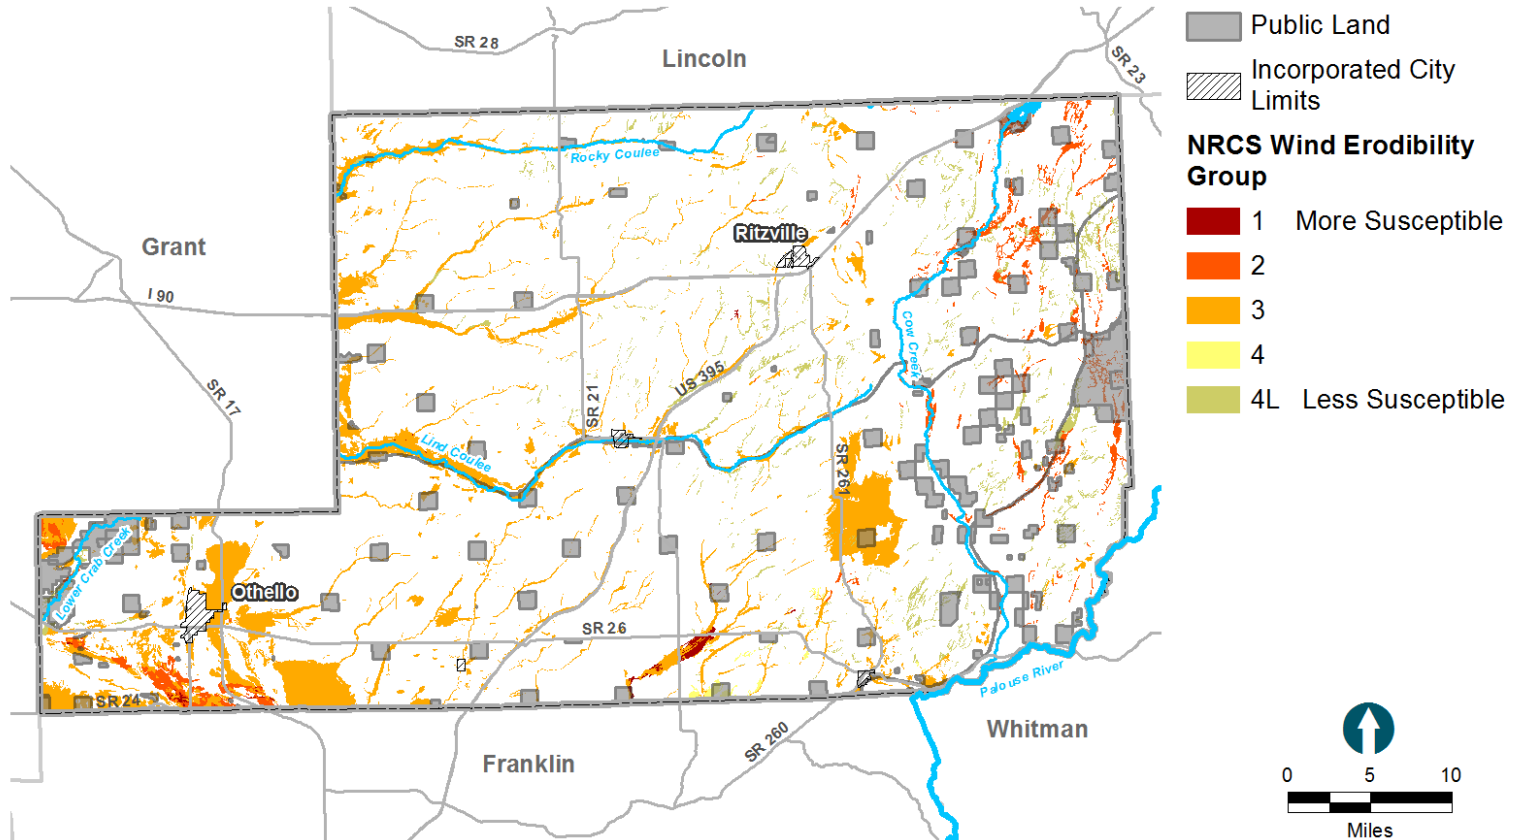 SR 28
Lincoln
SR 23
Rocky Coulee
Ritzville
Grant
I 90
SR 17
SR 21
US 395
Cow Creek
Lind Coulee
SR 261
Lower Crab Creek
Othello
SR 26
SR 24
Palouse River
SR 260
Franklin
Whitman
Public Land
Incorporated City
Limits
NRCS Wind Erodibility
Group
1 More Susceptible
2
3
4
4L Less Susceptible
0 5 10
Miles